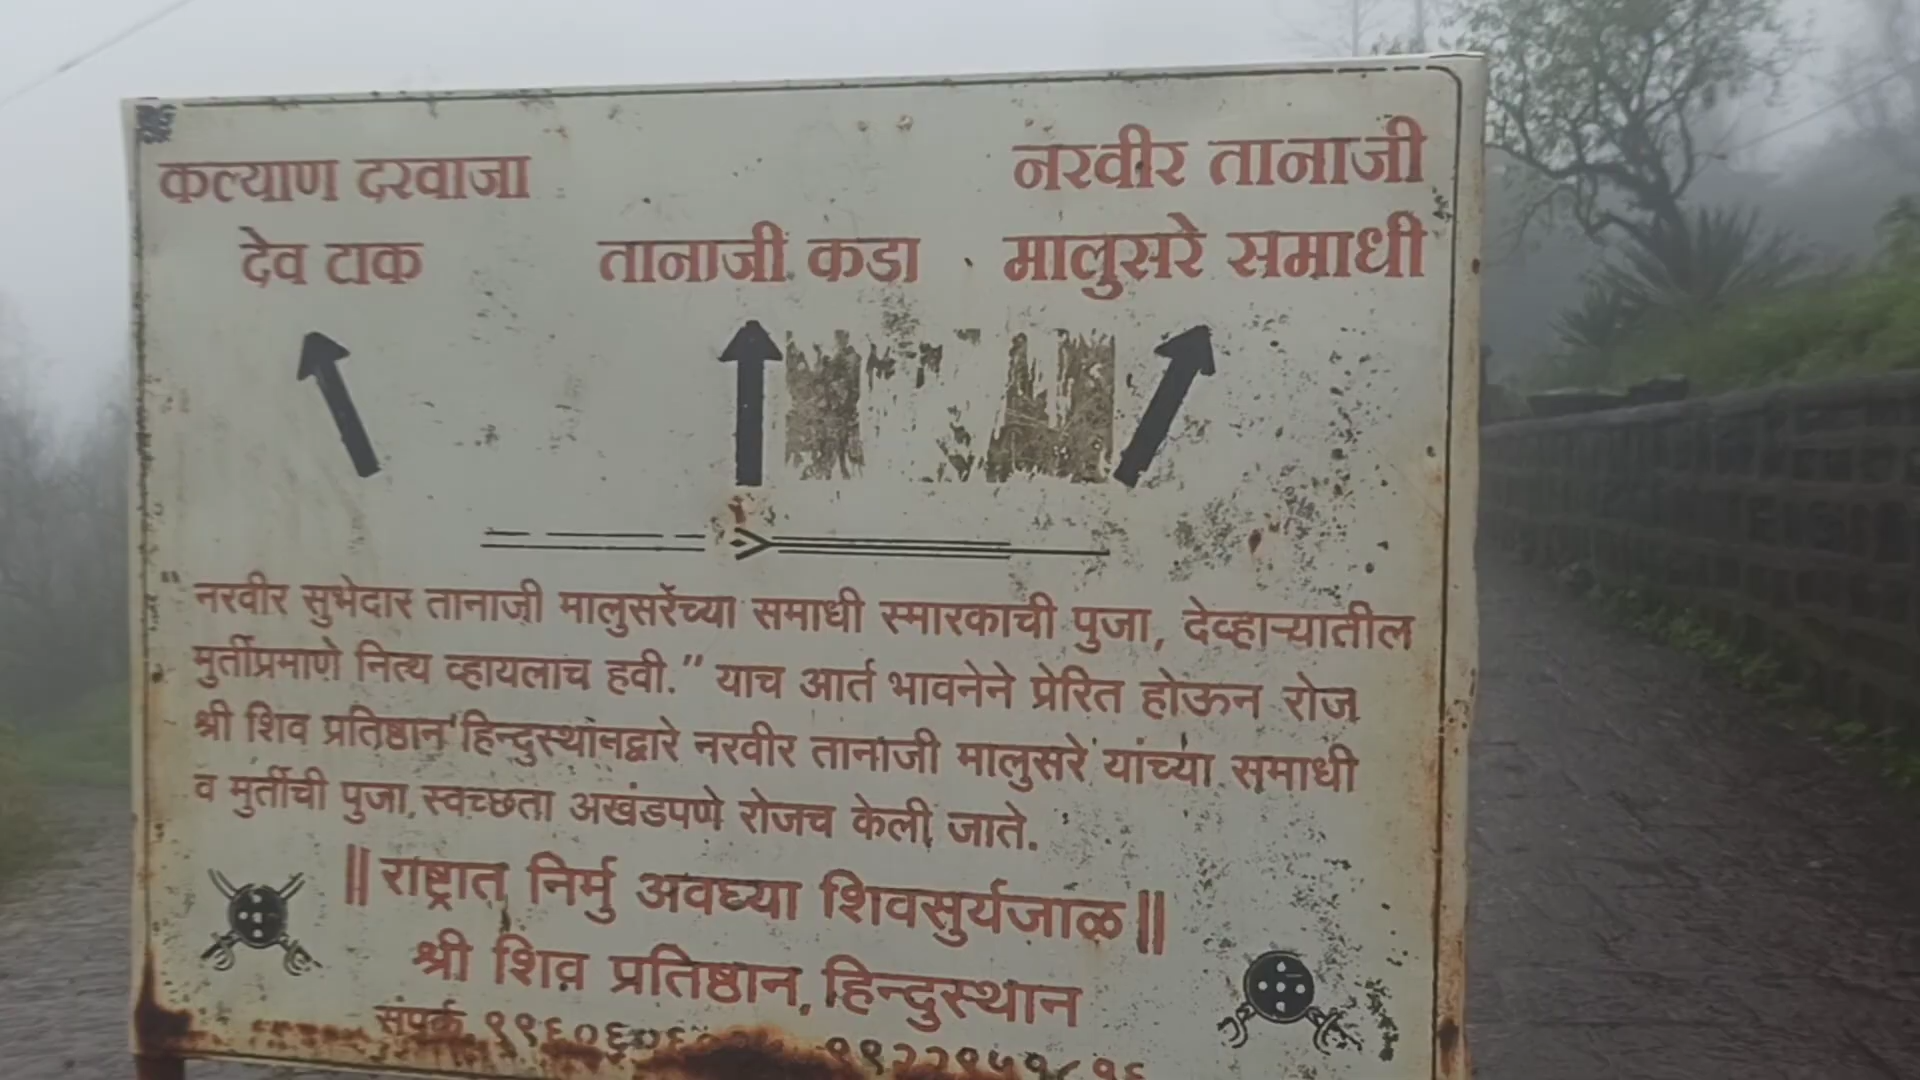 कल्याण दरवाजा
देव टाक
तानाजी कडा
नरवीर तानाजी
मालुसरे समाधी
"नरवीर सुभेदार तानाजी मालुसरेंच्या समाधी स्मारकाची पुजा, देव्हाऱ्यातील
मुर्तीप्रमाणे नित्य व्हायलाच हवी." याच आर्त भावनेने प्रेरित होऊन रोज
श्री शिव प्रतिष्ठान हिन्दुस्थानद्वारे नरवीर तानाजी मालुसरे यांच्या समाधी
व मुर्तीची पुजा, स्वच्छता अखंडपणे रोजच केली जाते.
॥ राष्ट्रात निर्मु अवघ्या शिवसुर्यजाळ ॥
श्री शिव प्रतिष्ठान, हिन्दुस्थान
संपर्क